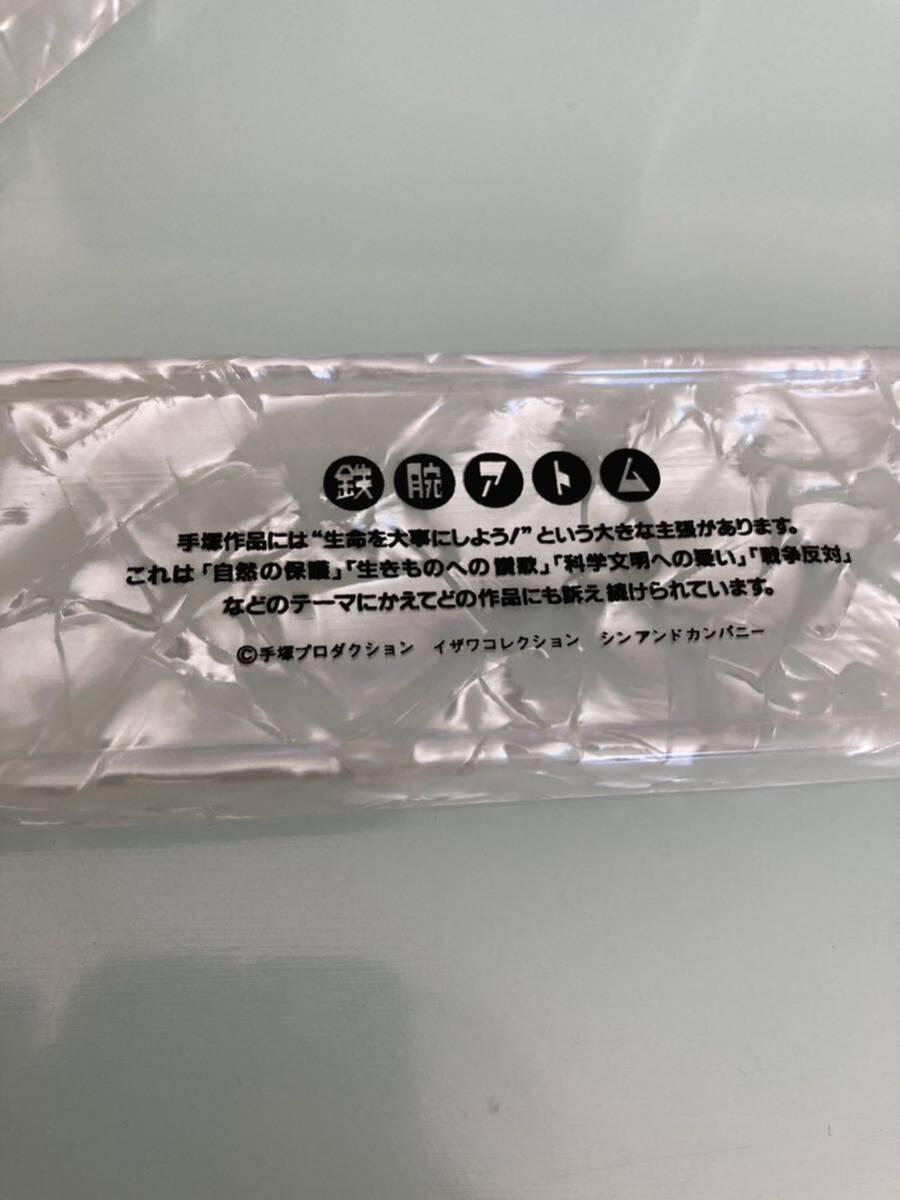 鉄腕アトム
手塚作品には“生命を大事にしよう!”という大きな主張があります。
これは「自然の保護」「生きものへの讃歌」「科学文明への疑い」「戦争反対」
などのテーマにかえてどの作品にも訴え続けられています。
©手塚プロダクション イザワコレクション シンアンドカンパニー